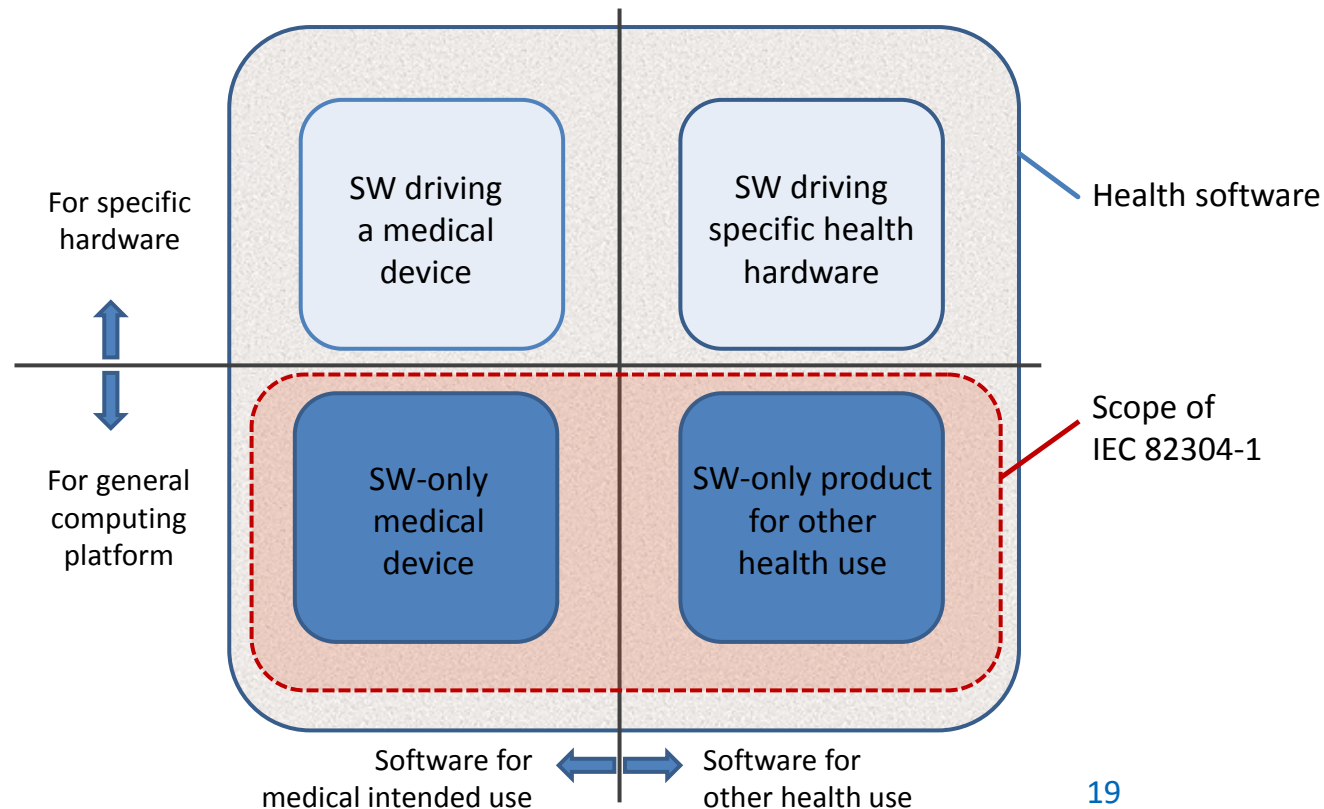 For specific
hardware
SW driving
a medical
device
SW driving
specific health
hardware
Health software
For general
computing
platform
SW-only
medical
device
SW-only product
for other
health use
Scope of
IEC 82304-1
Software for
medical intended use
Software for
other health use
19